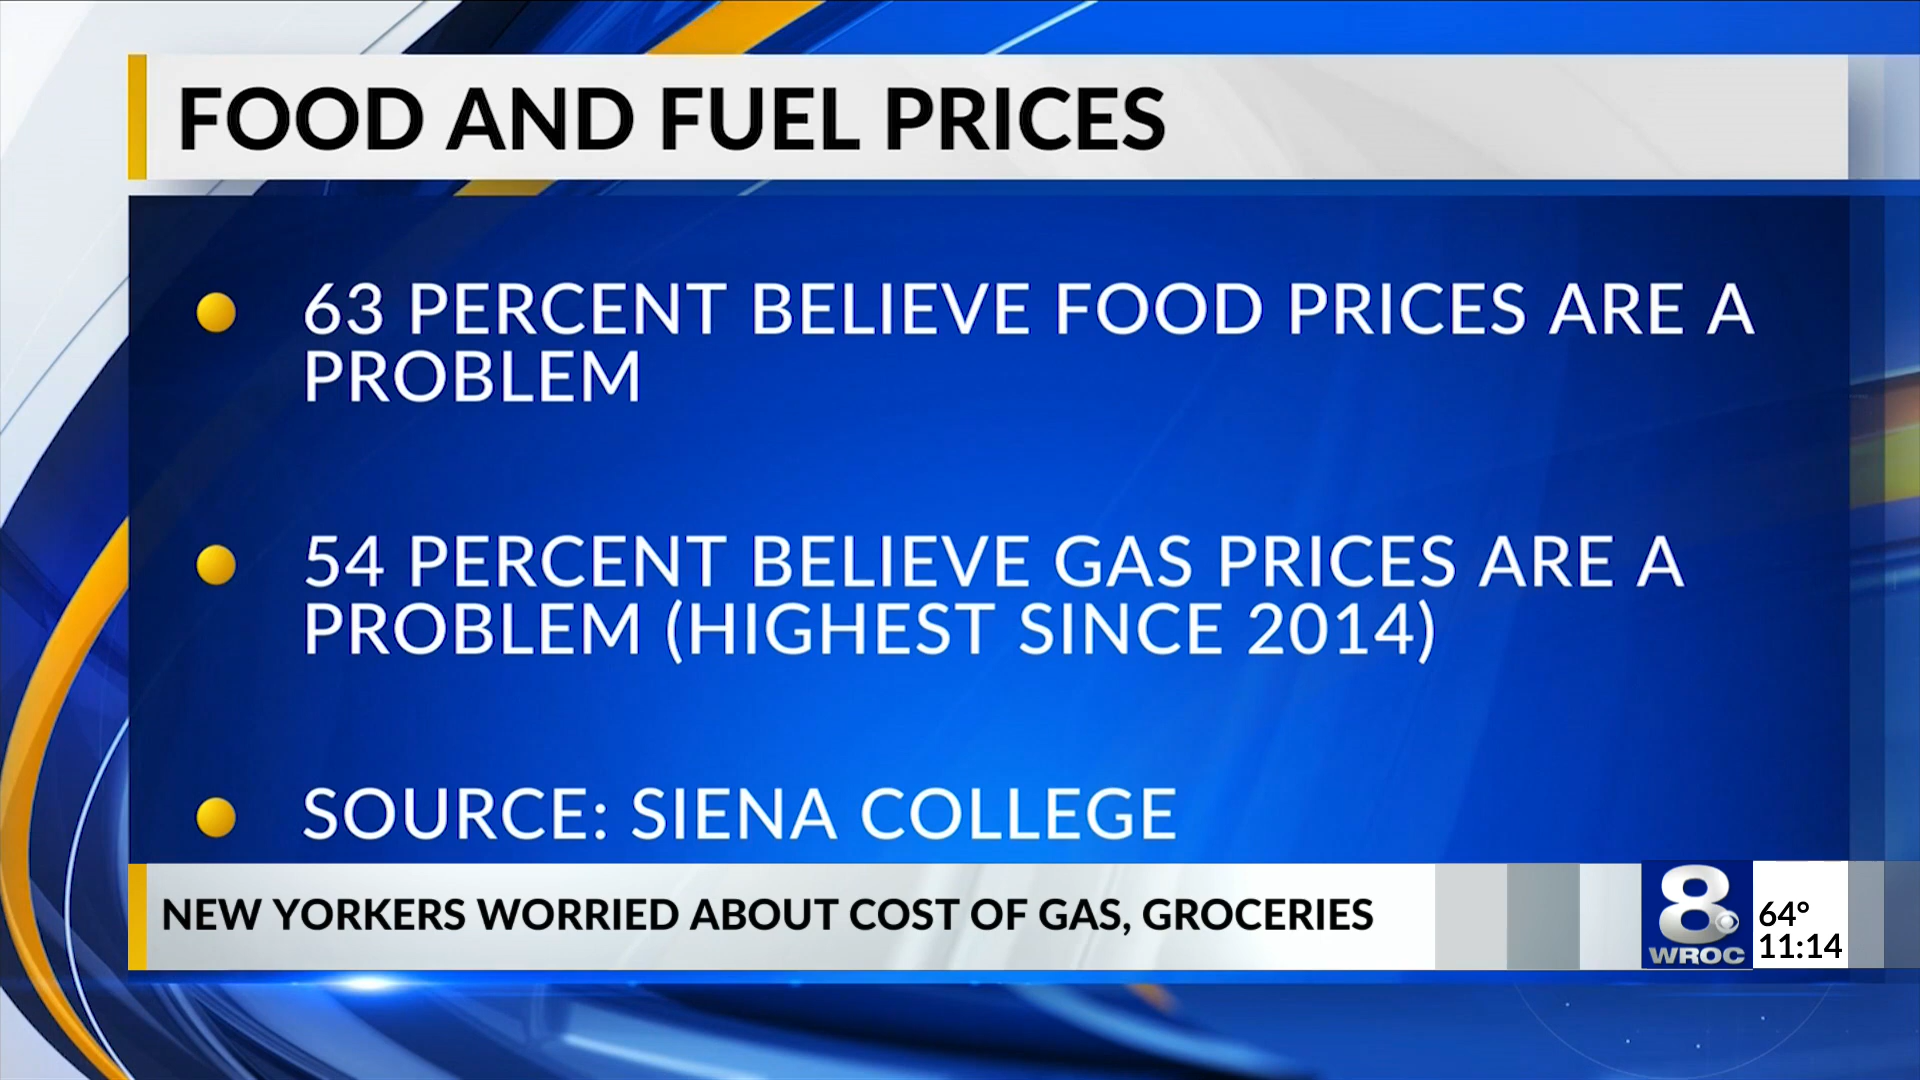 FOOD AND FUEL PRICES
63 PERCENT BELIEVE FOOD PRICES ARE A
PROBLEM
54 PERCENT BELIEVE GAS PRICES ARE A
PROBLEM (HIGHEST SINCE 2014)
SOURCE: SIENA COLLEGE
NEW YORKERS WORRIED ABOUT COST OF GAS, GROCERIES
8
WROC
64°
11:14